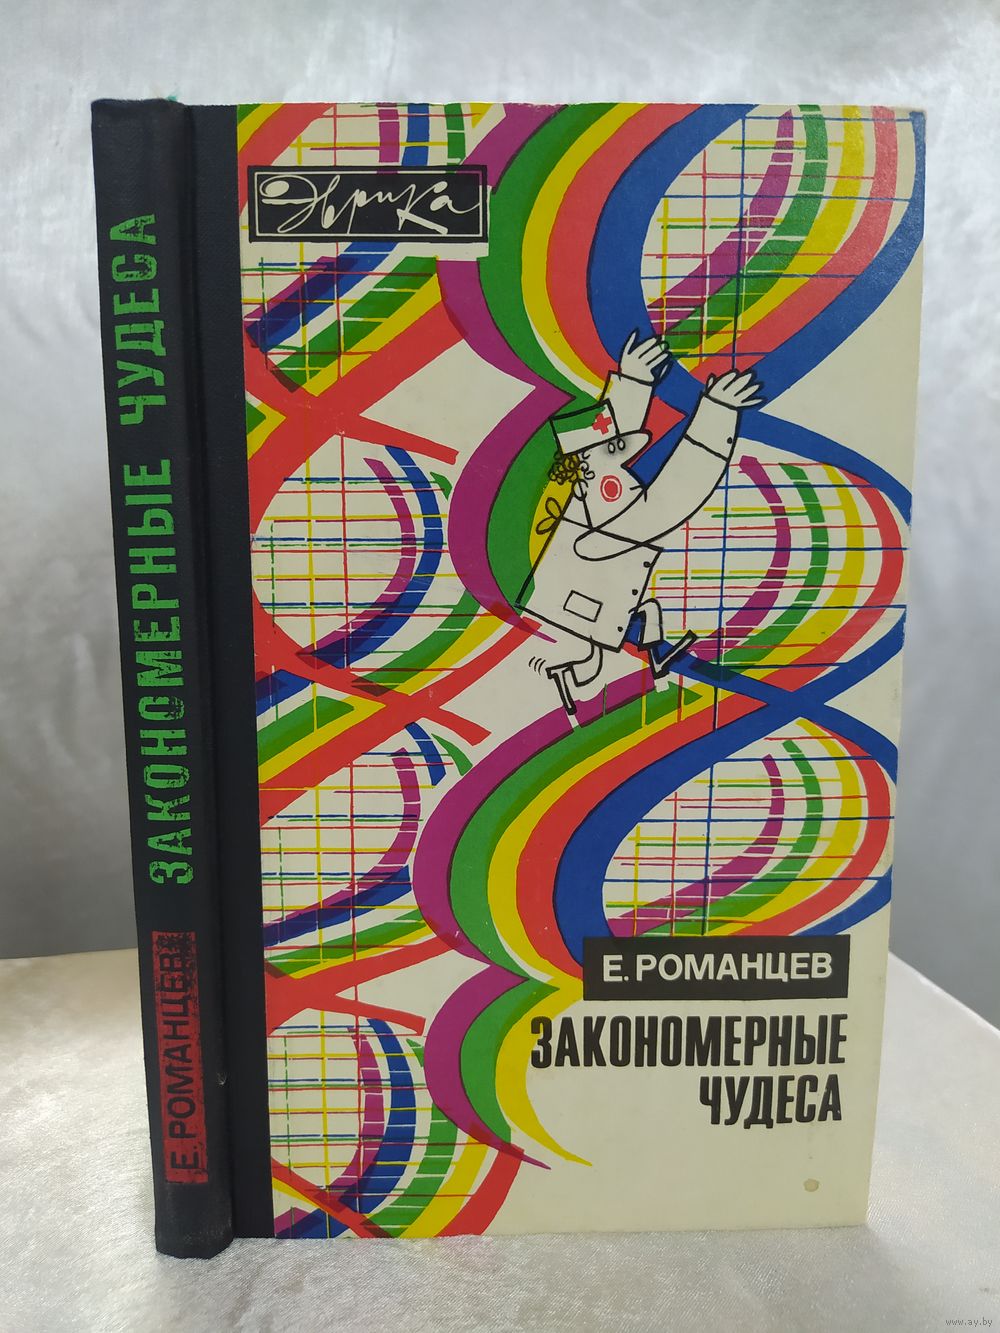 Е. РОМАНЦЕВ ЗАКОНОМЕРНЫЕ ЧУДЕСА
Эврика
Е. РОМАНЦЕВ
ЗАКОНОМЕРНЫЕ
ЧУДЕСА
www.ay.by